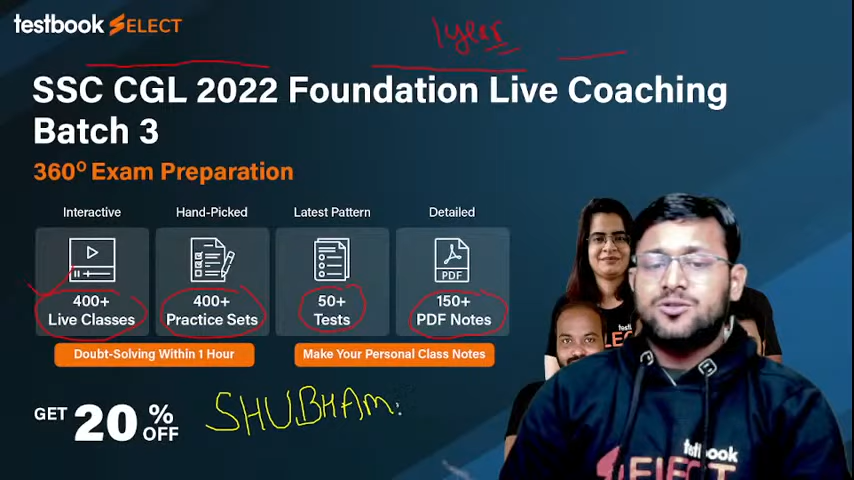 testbook SELECT
1 year
SSC CGL 2022 Foundation Live Coaching
Batch 3
360° Exam Preparation
Interactive
Hand-Picked
Latest Pattern
Detailed
PDF
400+
Live Classes
400+
Practice Sets
50+
Tests
150+
PDF Notes
Doubt-Solving Within 1 Hour
Make Your Personal Class Notes
GET 20% OFF
SHUBHAM